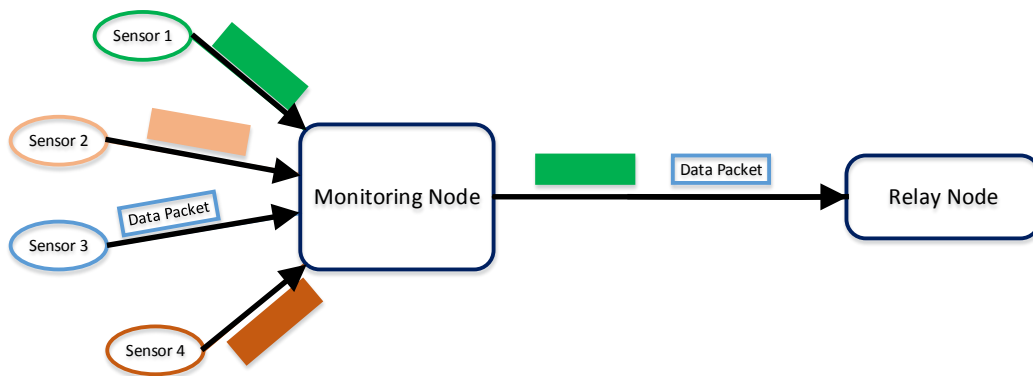 Sensor 1
Sensor 2
Data Packet
Sensor 3
Sensor 4
Monitoring Node
Data Packet
Relay Node